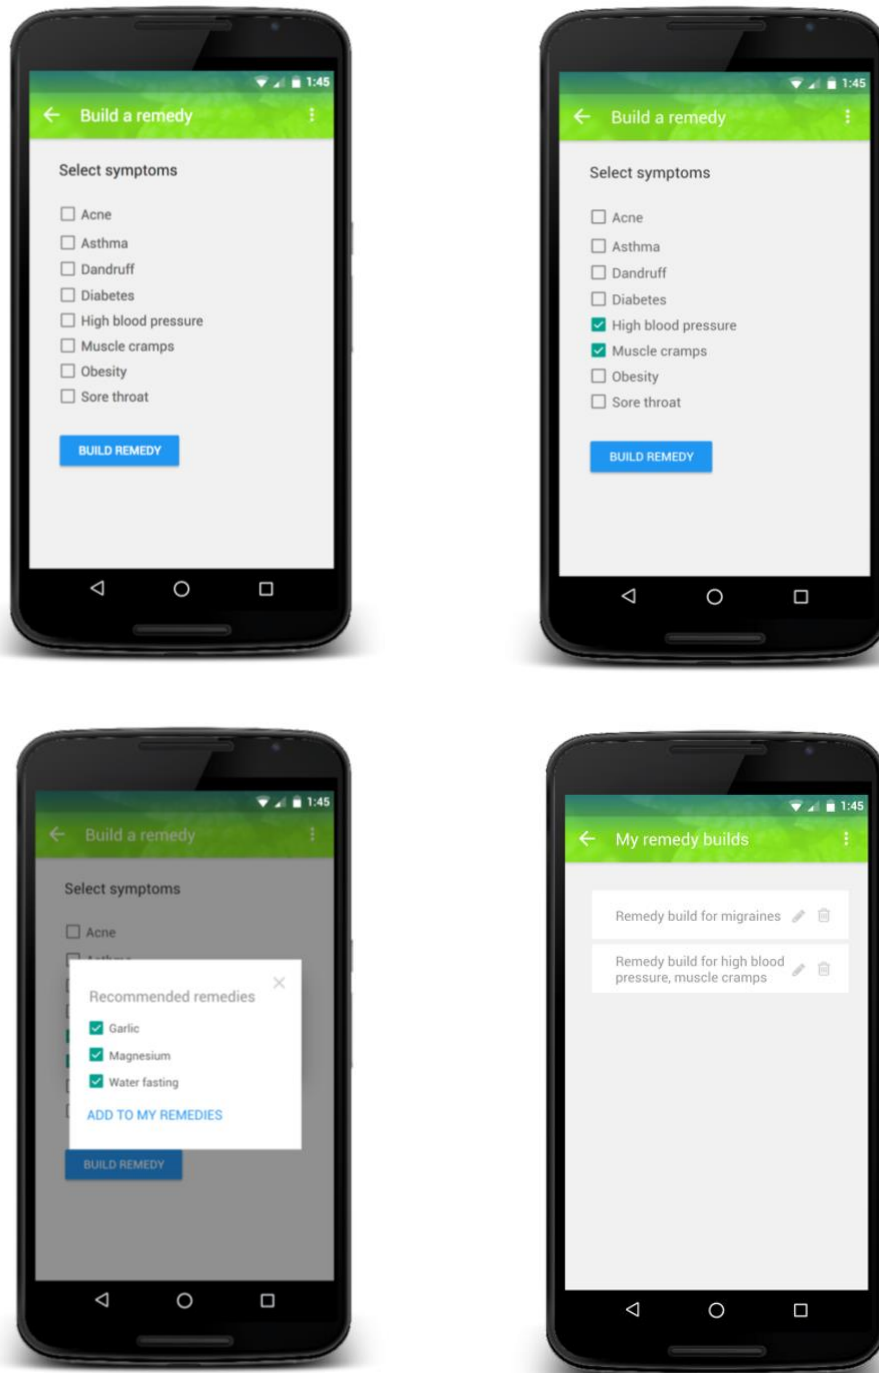 1:45
Build a remedy
Select symptoms
Acne
Asthma
Dandruff
Diabetes
High blood pressure
Muscle cramps
Obesity
Sore throat
BUILD REMEDY
1:45
Build a remedy
Select symptoms
Acne
Asthma
Dandruff
Diabetes
High blood pressure
Muscle cramps
Obesity
Sore throat
BUILD REMEDY
1:45
Build a remedy
Select symptoms
Acne
Recommended remedies
Garlic
Magnesium
Water fasting
ADD TO MY REMEDIES
BUILD REMEDY
1:45
My remedy builds
Remedy build for migraines
Remedy build for high blood
pressure, muscle cramps